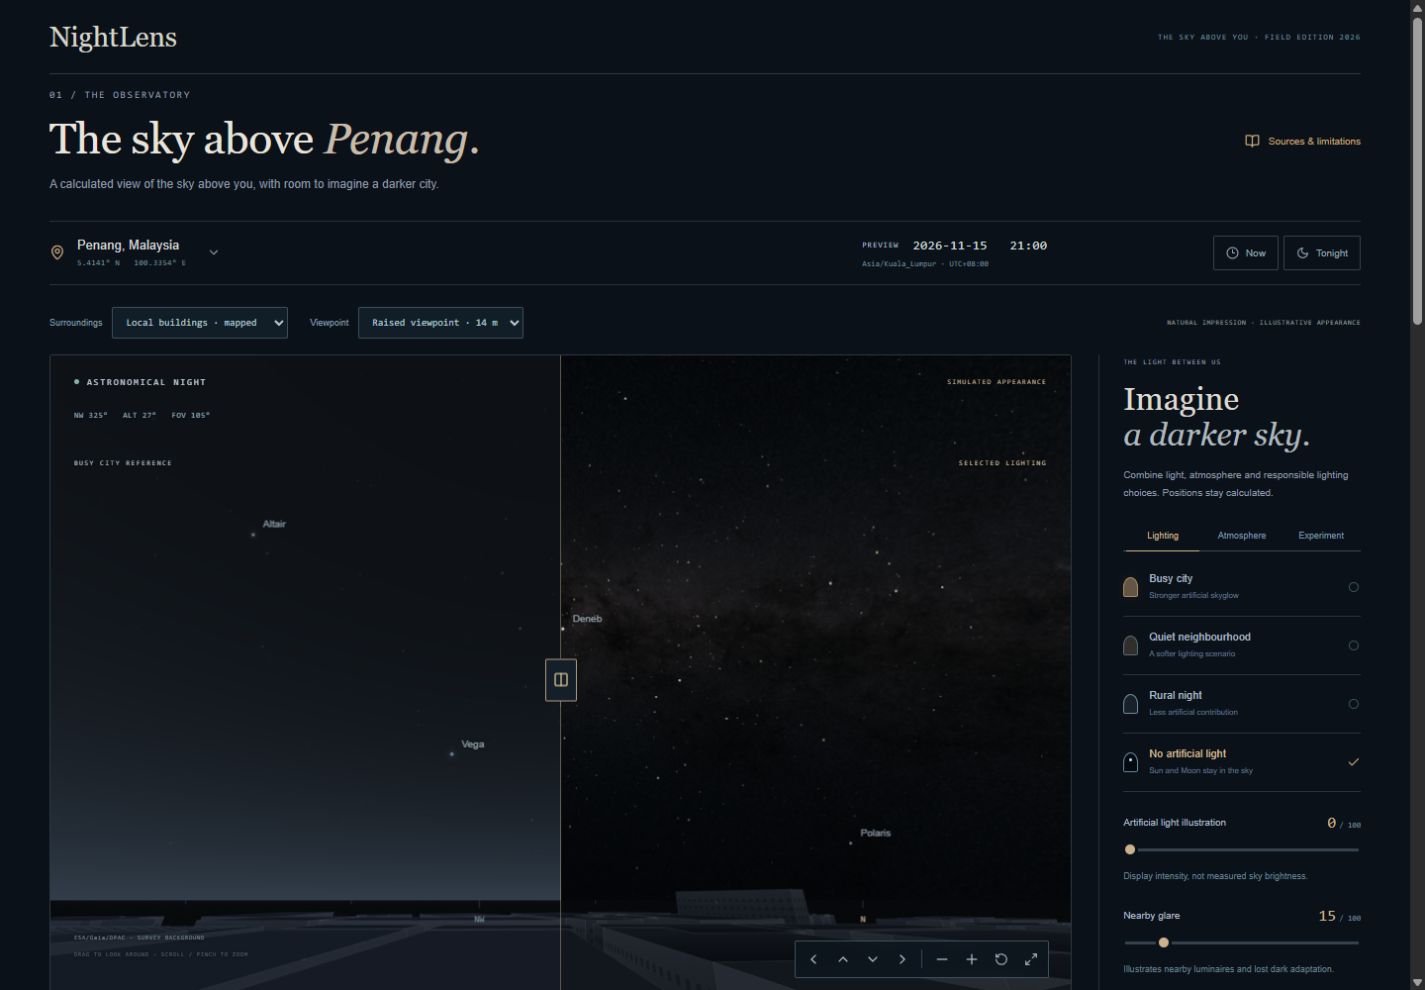 NightLens
THE SKY ABOVE YOU · FIELD EDITION 2026
01 / THE OBSERVATORY
The sky above Penang.
Sources & limitations
A calculated view of the sky above you, with room to imagine a darker city.
Penang, Malaysia
5.4141° N 100.3354° E
PREVIEW 2026-11-15 21:00
Asia/Kuala_Lumpur · UTC+08:00
Now
Tonight
Surroundings
Local buildings · mapped
Viewpoint
Raised viewpoint · 14 m
NATURAL IMPRESSION · ILLUSTRATIVE APPEARANCE
ASTRONOMICAL NIGHT
SIMULATED APPEARANCE
NW 325° ALT 27° FOV 105°
BUSY CITY REFERENCE
SELECTED LIGHTING
Altair
Deneb
Vega
Polaris
NW
N
ESA/Gaia/DPAC · SURVEY BACKGROUND
DRAG TO LOOK AROUND · SCROLL / PINCH TO ZOOM
THE LIGHT BETWEEN US
Imagine
a darker sky.
Combine light, atmosphere and responsible lighting
choices. Positions stay calculated.
Lighting
Atmosphere
Experiment
Busy city
Stronger artificial skyglow
Quiet neighbourhood
A softer lighting scenario
Rural night
Less artificial contribution
No artificial light
Sun and Moon stay in the sky
Artificial light illustration
0 / 100
Display intensity, not measured sky brightness.
Nearby glare
15 / 100
Illustrates nearby luminaires and lost dark adaptation.